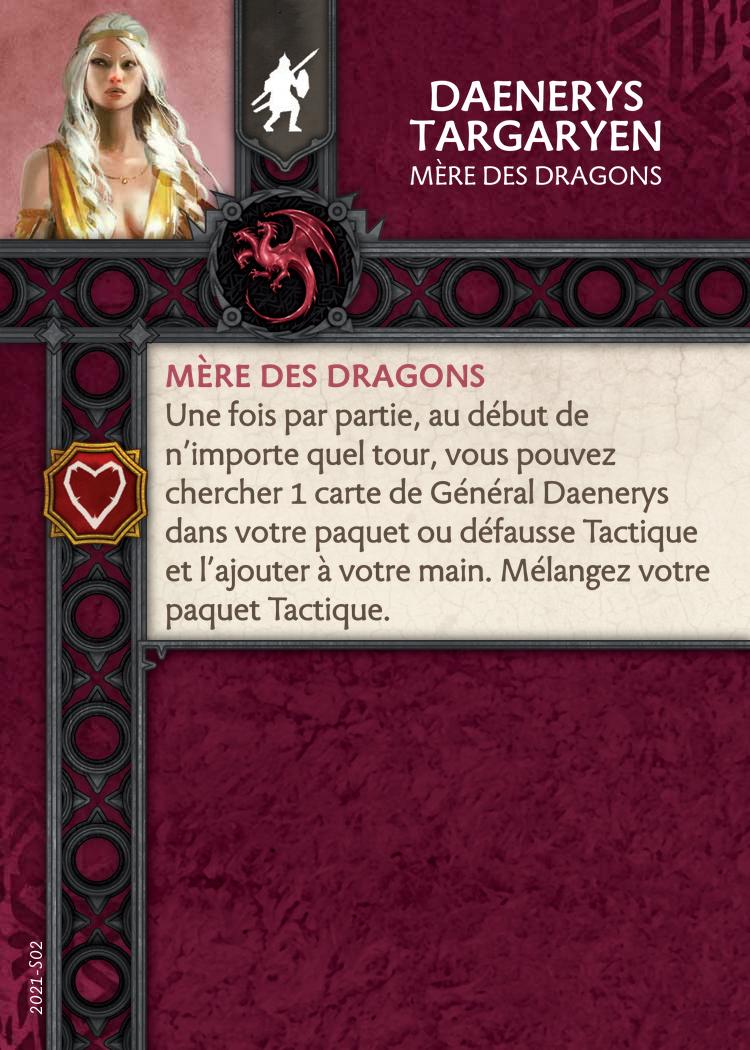 DAENERYS
TARGARYEN
MÈRE DES DRAGONS
MÈRE DES DRAGONS
Une fois par partie, au début de
n’importe quel tour, vous pouvez
chercher 1 carte de Général Daenerys
dans votre paquet ou défausse Tactique
et l’ajouter à votre main. Mélangez votre
paquet Tactique.
2021-S02